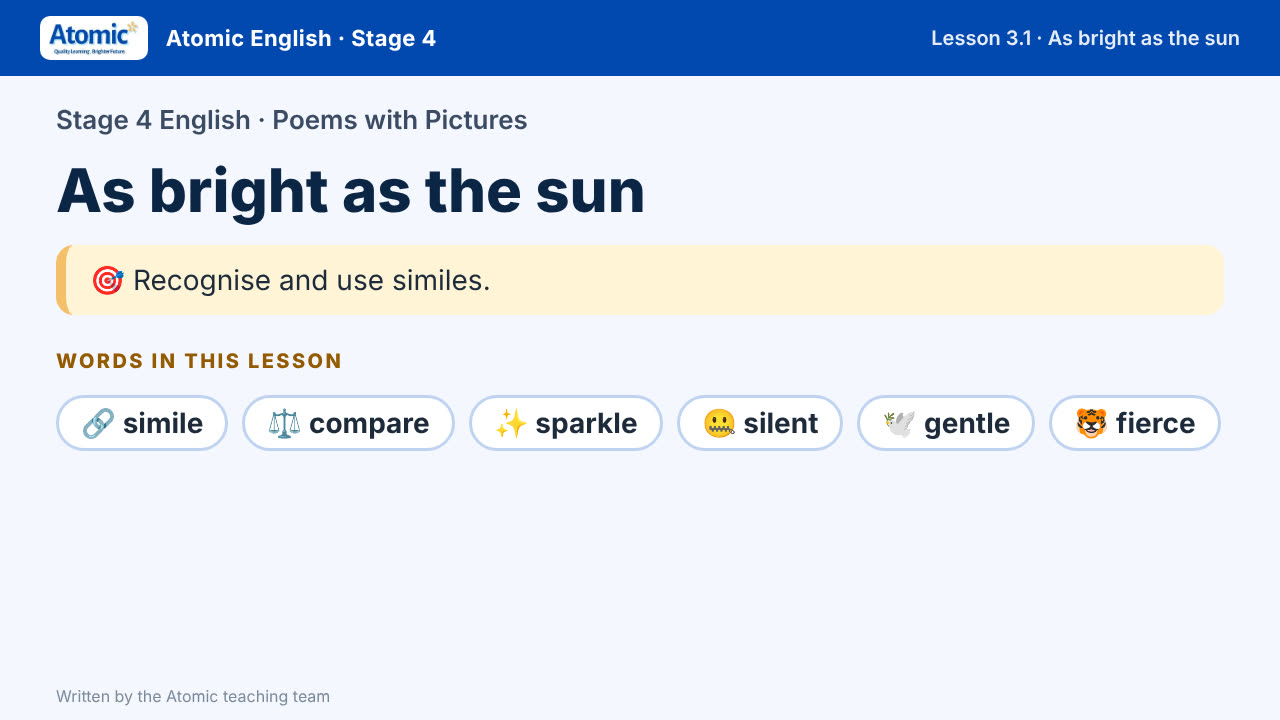 Atomic
Quality Learning. Brighter Future.
Atomic English · Stage 4
Lesson 3.1 · As bright as the sun
Stage 4 English · Poems with Pictures
As bright as the sun
Recognise and use similes.
WORDS IN THIS LESSON
simile
compare
sparkle
silent
gentle
fierce
Written by the Atomic teaching team